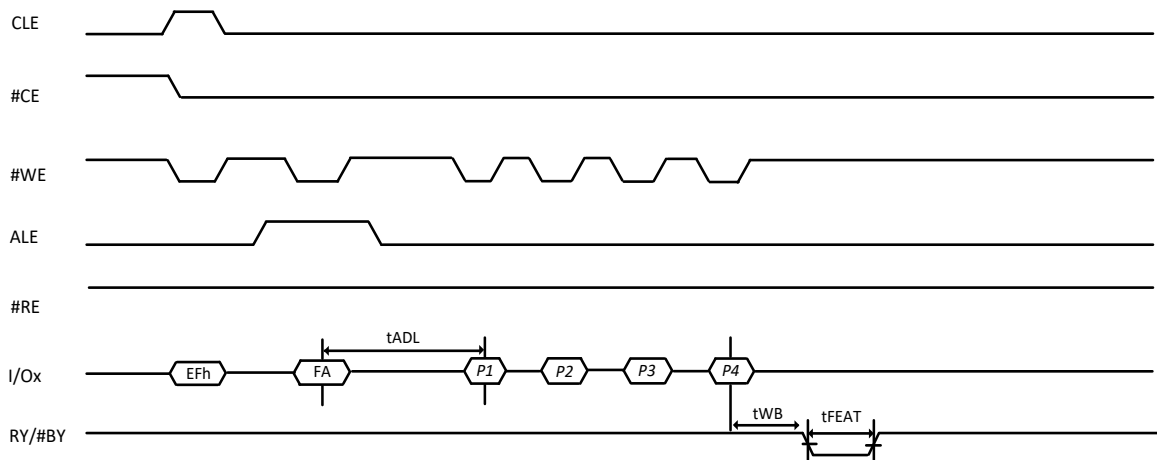 CLE
#CE
#WE
ALE
#RE
tADL
I/Ox EFh FA P1 P2 P3 P4
tWB tFEAT
RY/#BY